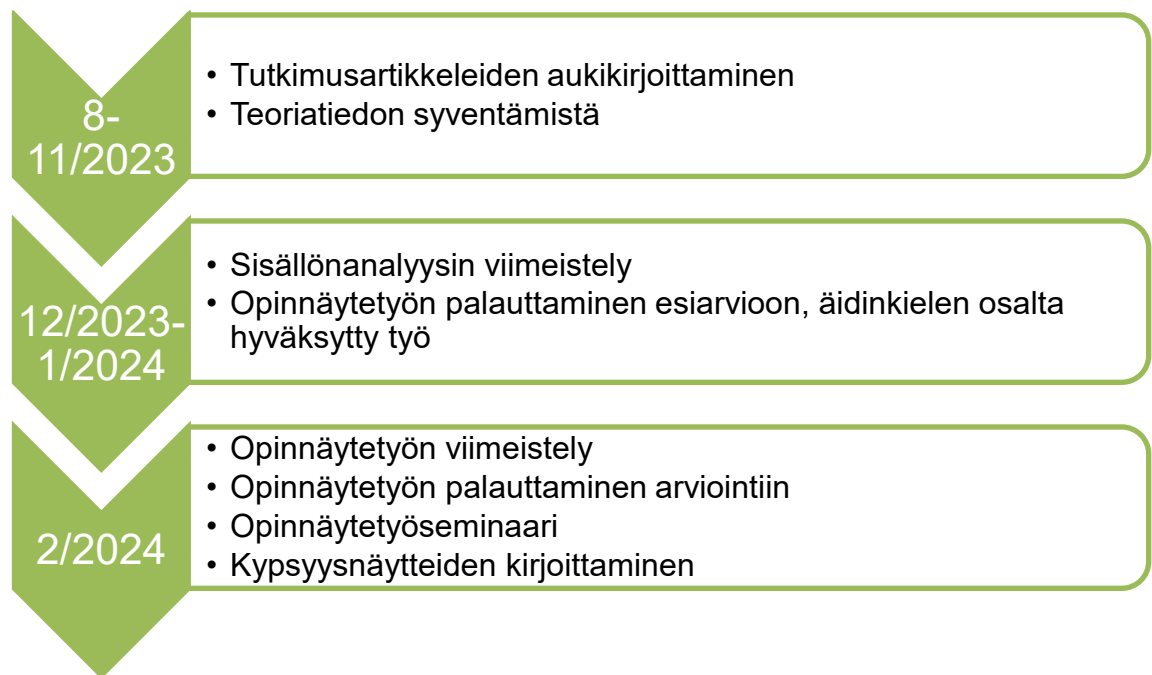 8-
11/2023
• Tutkimusartikkeleiden aukikirjoittaminen
• Teoriatiedon syventämistä
12/2023-
1/2024
• Sisällönanalyysin viimeistely
• Opinnäytetyön palauttaminen esiarvioon, äidinkielen osalta
hyväksytty työ
2/2024
• Opinnäytetyön viimeistely
• Opinnäytetyön palauttaminen arviointiin
• Opinnäytetyöseminaari
• Kypsyysnäytteiden kirjoittaminen